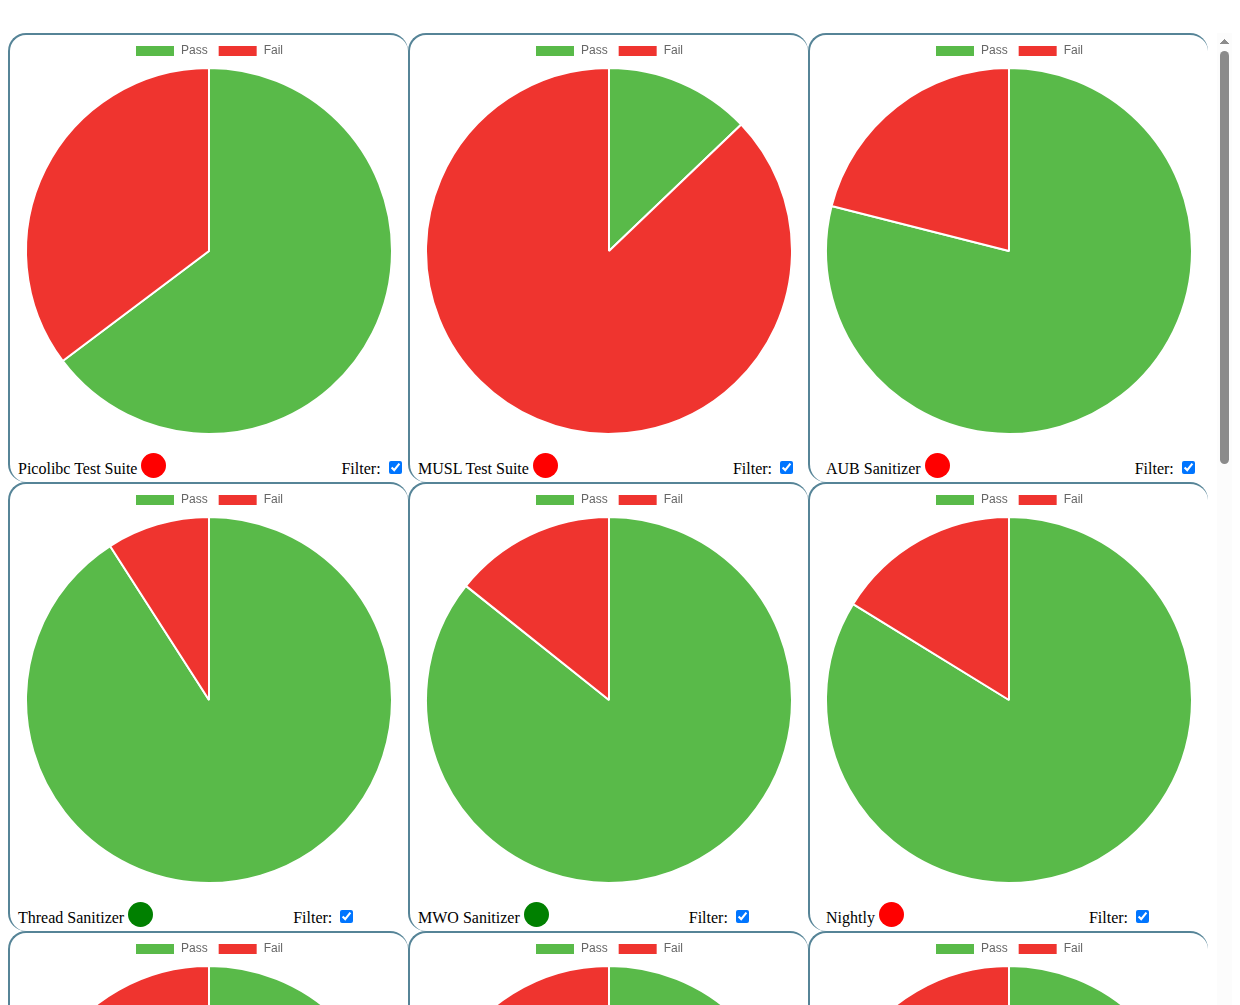 Pass Fail
Pass Fail
Pass Fail
Picolibc Test Suite Filter:
MUSL Test Suite Filter:
AUB Sanitizer Filter:
Pass Fail
Pass Fail
Pass Fail
Thread Sanitizer Filter:
MWO Sanitizer Filter:
Nightly Filter:
Pass Fail
Pass Fail
Pass Fail